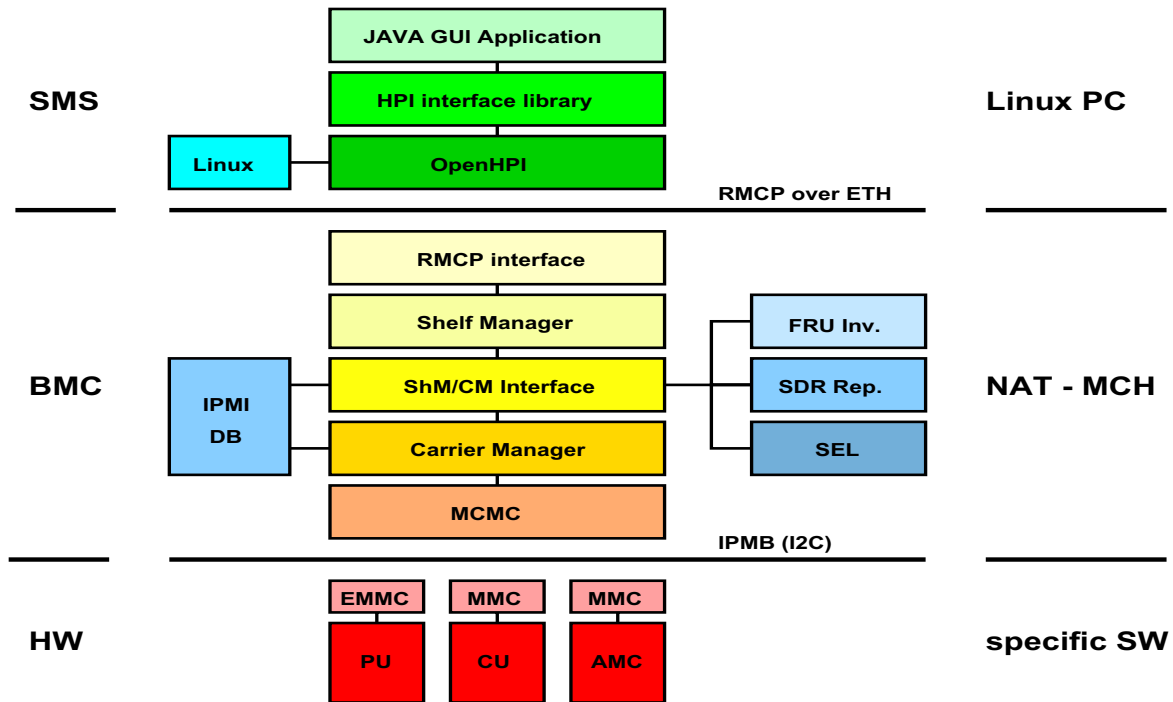 JAVA GUI Application
SMS
HPI interface library
Linux PC
Linux
OpenHPI
RMCP over ETH
RMCP interface
Shelf Manager
FRU Inv.
BMC
IPMI
DB
ShM/CM Interface
SDR Rep.
NAT - MCH
Carrier Manager
SEL
MCMC
IPMB (I2C)
EMMC
MMC
MMC
HW
PU
CU
AMC
specific SW